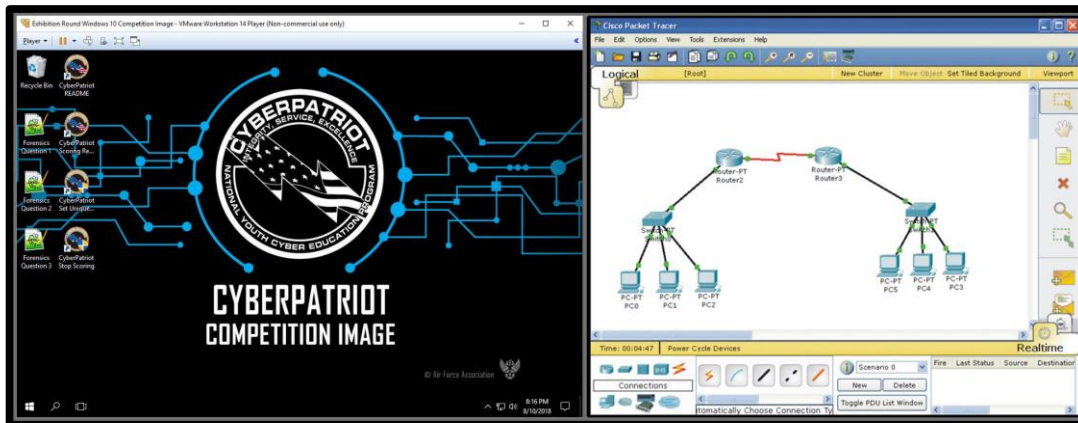 Exhibition Round Windows 10 Competition Image - VMware Workstation 14 Player (Non-commercial use only)
Player
Recycle Bin
CyberPatriot README
Forensics Question 1
CyberPatriot Scoring Re...
Forensics Question 2
CyberPatriot Set Unique...
Forensics Question 3
CyberPatriot Stop Scoring
CYBERPATRIOT
INTEGRITY, SERVICE, EXCELLENCE
NATIONAL YOUTH CYBER EDUCATION PROGRAM
CYBERPATRIOT
COMPETITION IMAGE
© Air Force Association
8:16 PM
8/10/2018
Cisco Packet Tracer
File Edit Options View Tools Extensions Help
Logical [Root] New Cluster Move Object Set Tiled Background Viewport
Router-PT
Router2
Router-PT
Router3
Switch-PT
Switch-PT
PC-PT
PC0
PC-PT
PC1
PC-PT
PC2
PC-PT
PC5
PC-PT
PC4
PC-PT
PC3
Time: 00:04:47 Power Cycle Devices Realtime
Connections
Scenario 0
New Delete
Toggle PDU List Window
Fire Last Status Source Destination
utomatically Choose Connection Ty